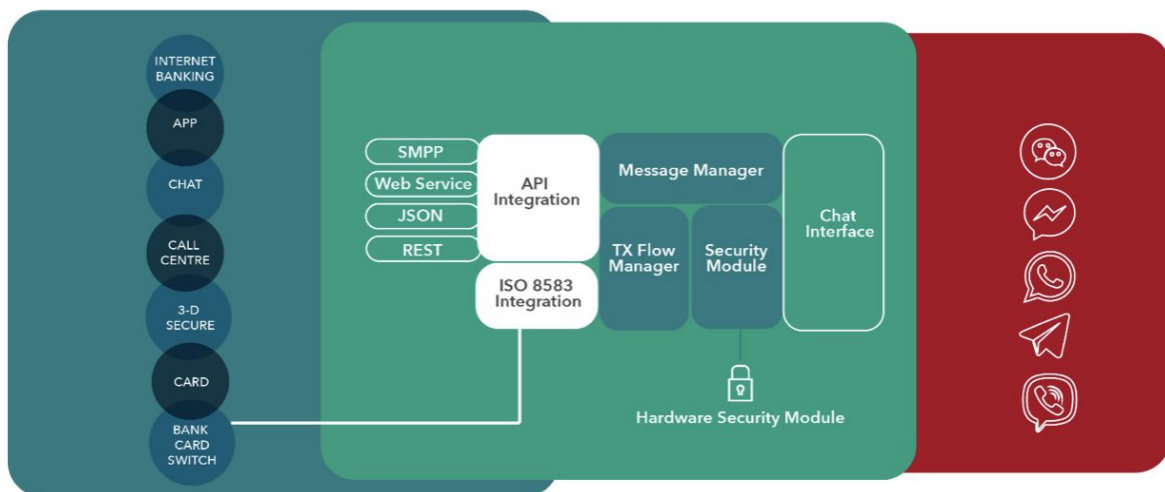 INTERNET
BANKING
APP
CHAT
CALL
CENTRE
3-D
SECURE
CARD
BANK
CARD
SWITCH
SMPP
Web Service
JSON
REST
API
Integration
ISO 8583
Integration
Message Manager
TX Flow
Manager
Security
Module
Chat
Interface
Hardware Security Module